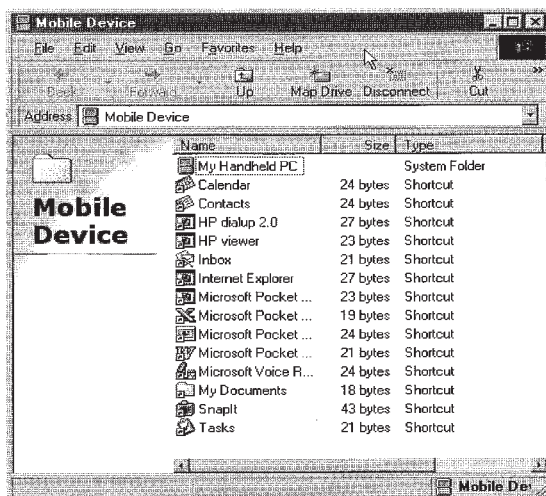 Mobile Device
File Edit View Go Favorites Help
Back Forward Up Map Drive Disconnect Cut
Address Mobile Device
Name Size Type
My Handheld PC System Folder
Calendar 24 bytes Shortcut
Contacts 24 bytes Shortcut
HP dialup 2.0 27 bytes Shortcut
HP viewer 23 bytes Shortcut
Inbox 21 bytes Shortcut
Internet Explorer 27 bytes Shortcut
Microsoft Pocket ... 23 bytes Shortcut
Microsoft Pocket ... 19 bytes Shortcut
Microsoft Pocket ... 24 bytes Shortcut
Microsoft Pocket ... 21 bytes Shortcut
Microsoft Voice R... 24 bytes Shortcut
My Documents 18 bytes Shortcut
SnapIt 43 bytes Shortcut
Tasks 21 bytes Shortcut
Mobile
Device
Mobile De